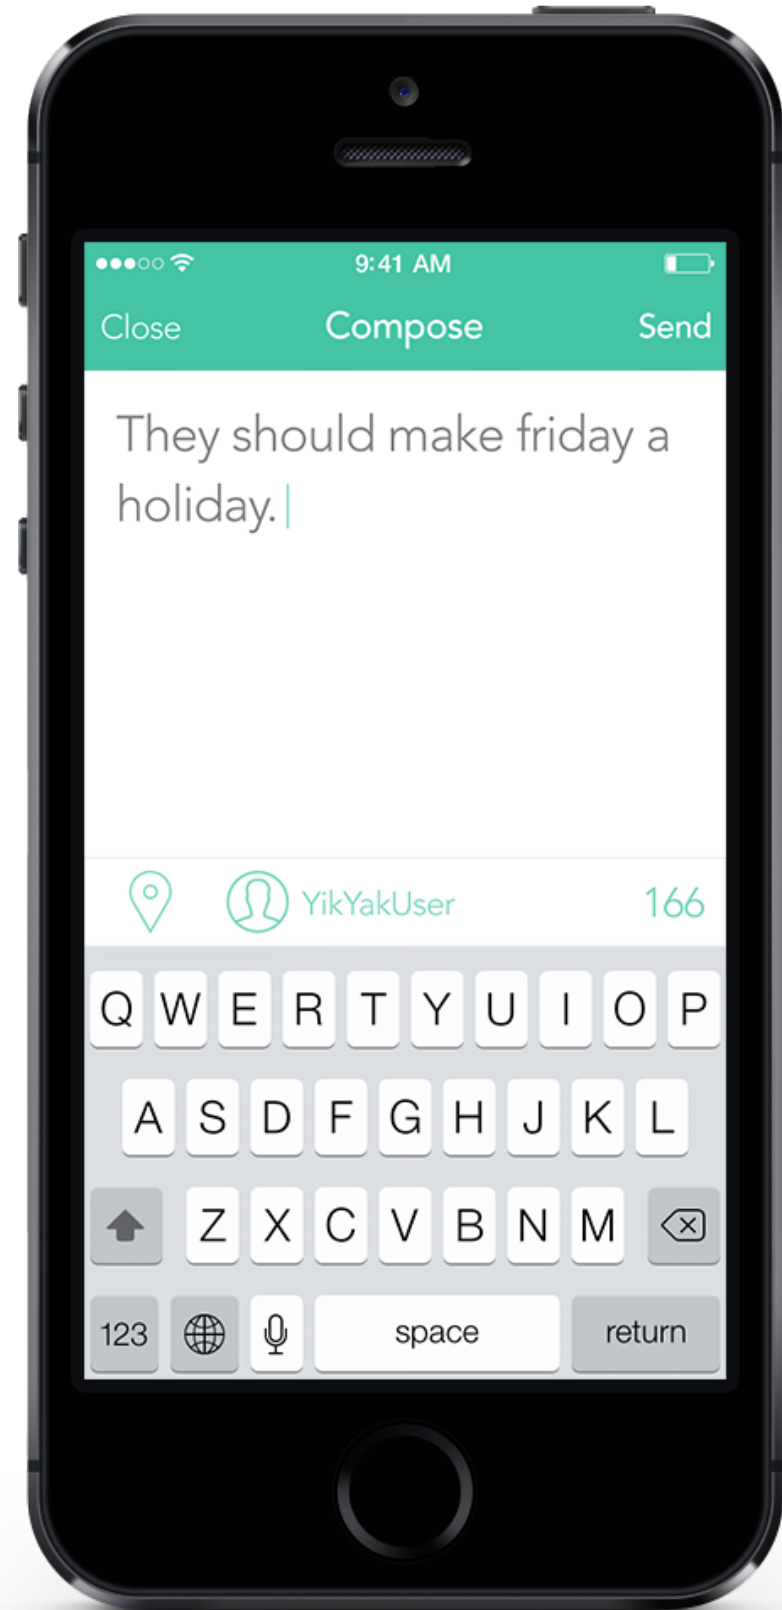 9:41 AM
Close Compose Send
They should make friday a
holiday.
YikYakUser 166
Q W E R T Y U I O P
A S D F G H J K L
Z X C V B N M
123 space return